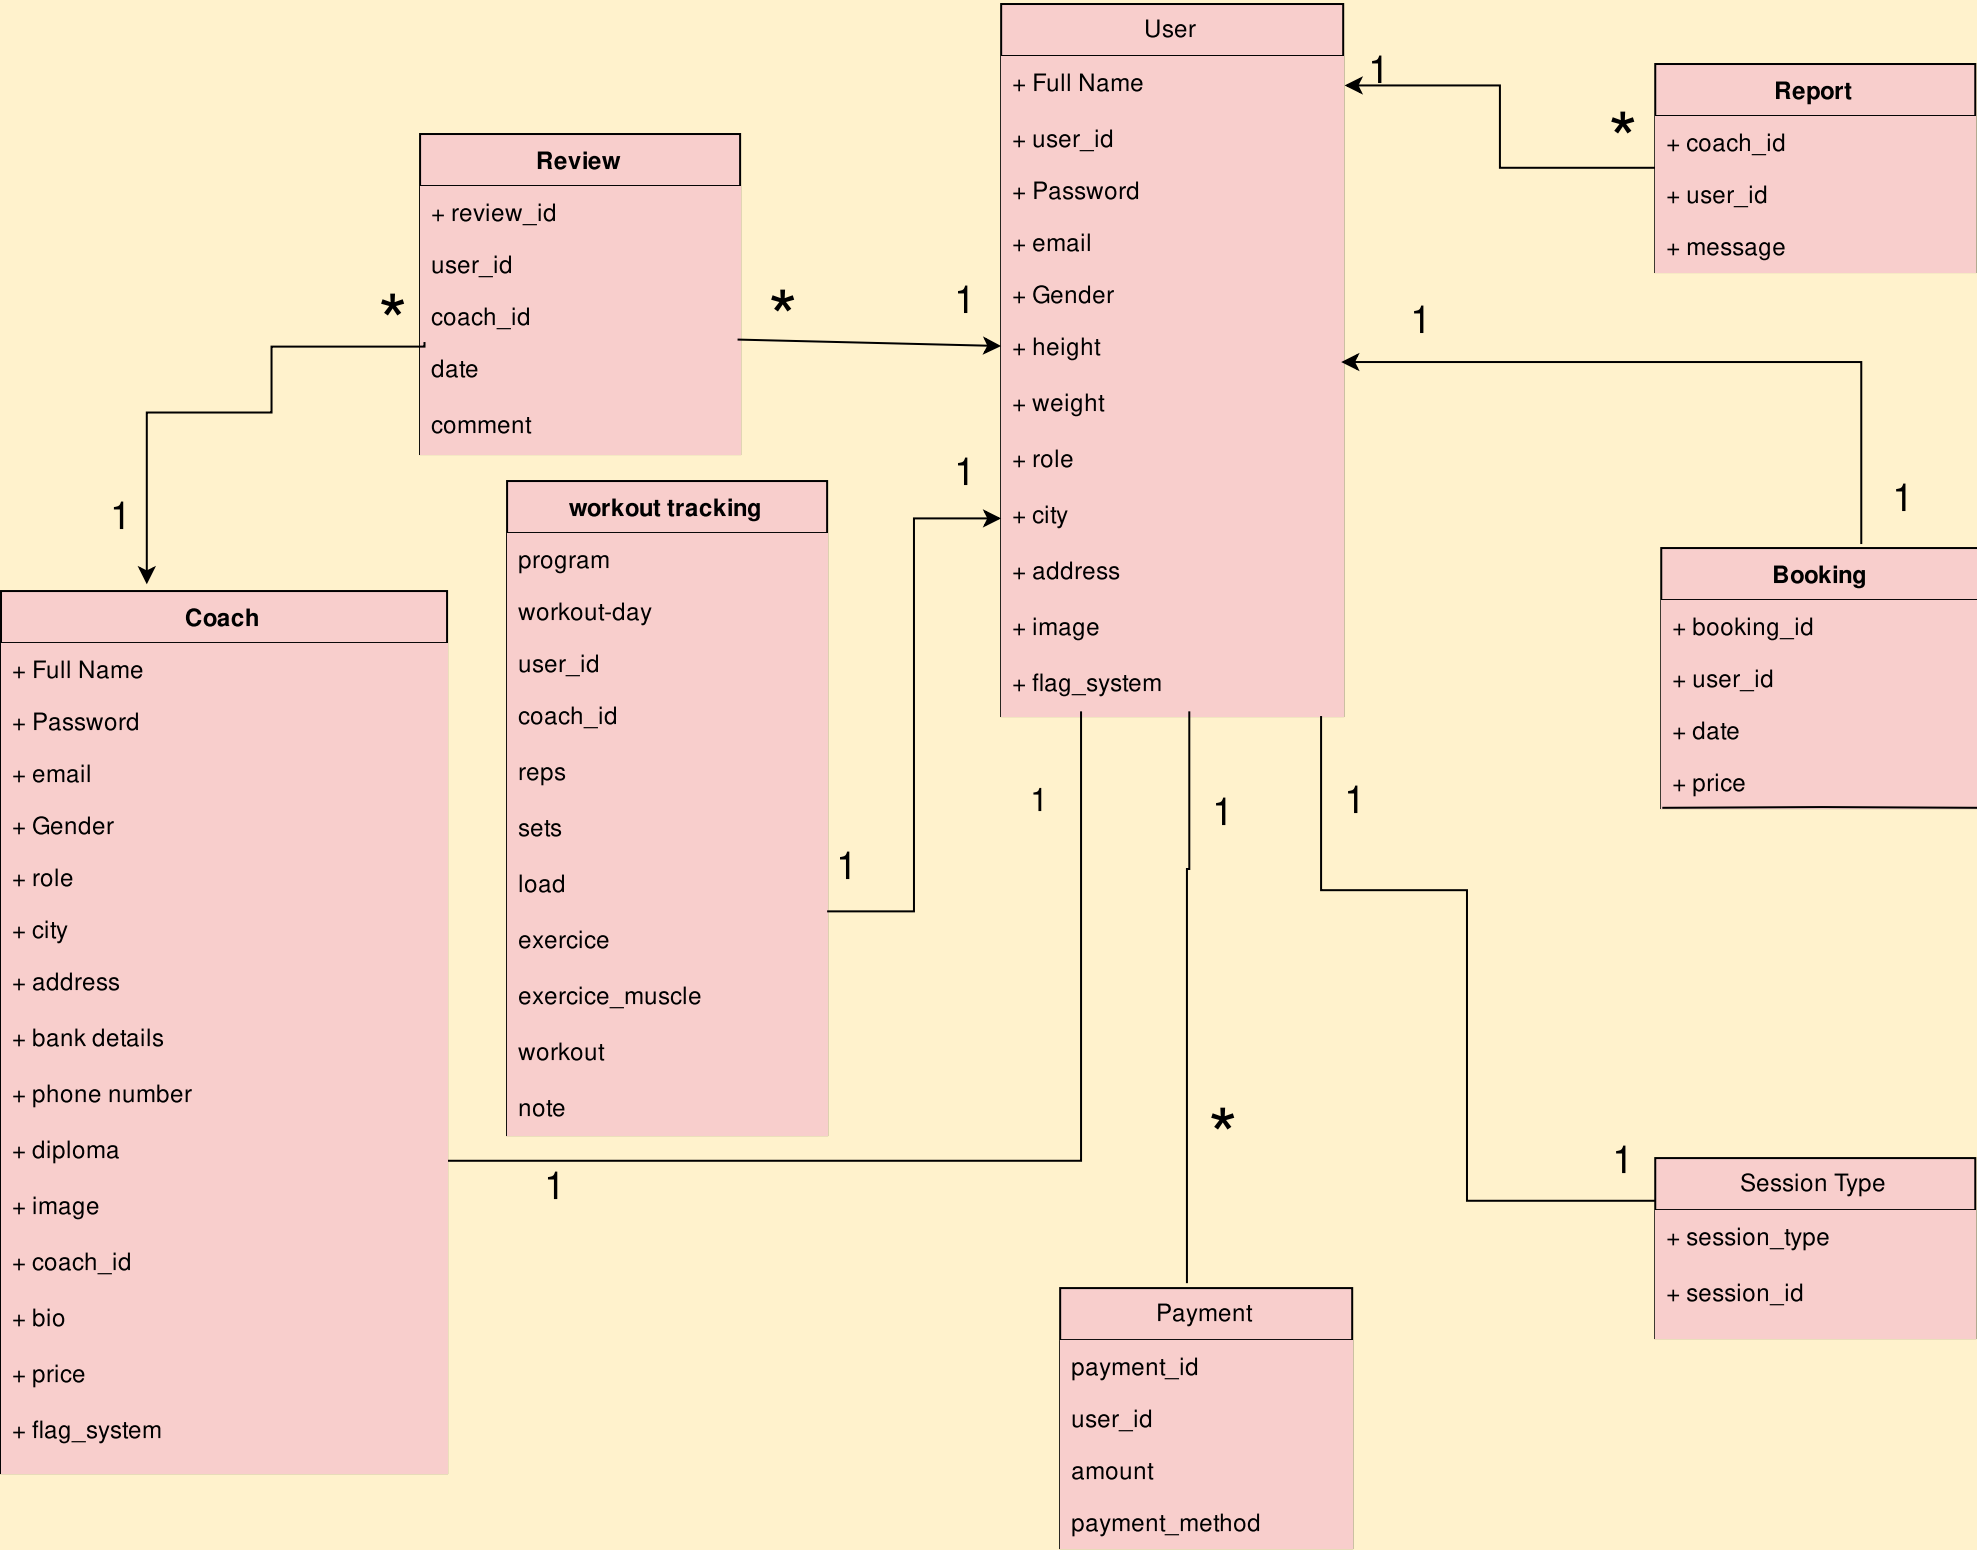 User
+ Full Name
+ user_id
+ Password
+ email
+ Gender
+ height
+ weight
+ role
+ city
+ address
+ image
+ flag_system
1
*
Report
+ coach_id
+ user_id
+ message
Review
+ review_id
user_id
coach_id
date
comment
*
1
*
1
1
1
Booking
+ booking_id
+ user_id
+ date
+ price
workout tracking
program
workout-day
user_id
coach_id
reps
sets
load
exercice
exercice_muscle
workout
note
1
1
Coach
+ Full Name
+ Password
+ email
+ Gender
+ role
+ city
+ address
+ bank details
+ phone number
+ diploma
+ image
+ coach_id
+ bio
+ price
+ flag_system
1
1
1
*
1
1
Session Type
+ session_type
+ session_id
Payment
payment_id
user_id
amount
payment_method